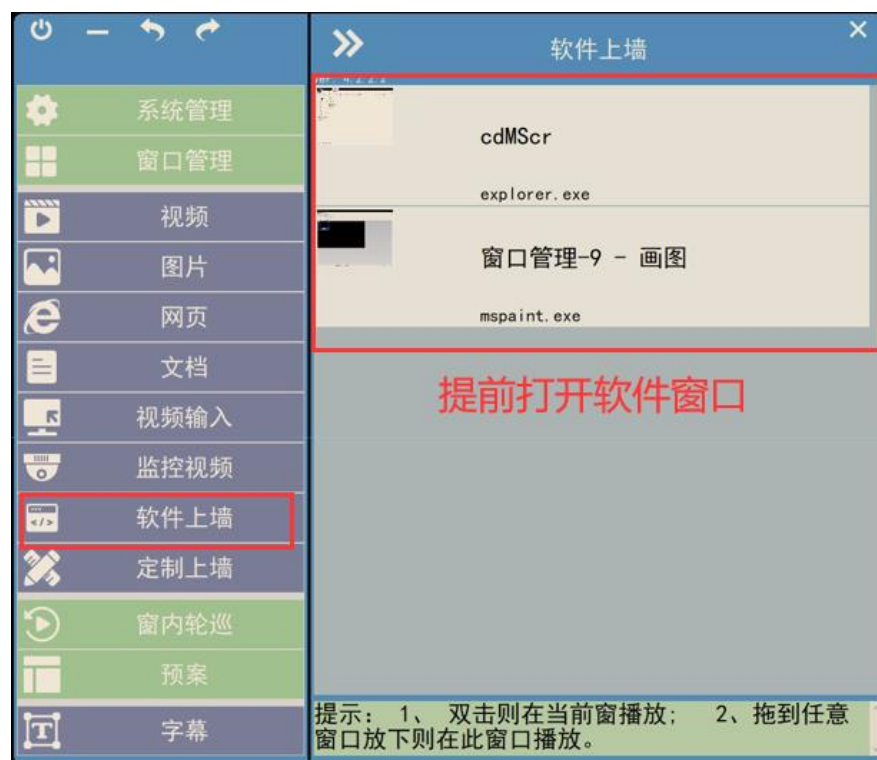 软件上墙
系统管理
窗口管理
视频
图片
网页
文档
视频输入
监控视频
软件上墙
定制上墙
窗内轮巡
预案
字幕
cdMScr
explorer.exe
窗口管理-9 - 画图
mspaint.exe
提前打开软件窗口
提示: 1、 双击则在当前窗播放; 2、拖到任意
窗口放下则在此窗口播放。